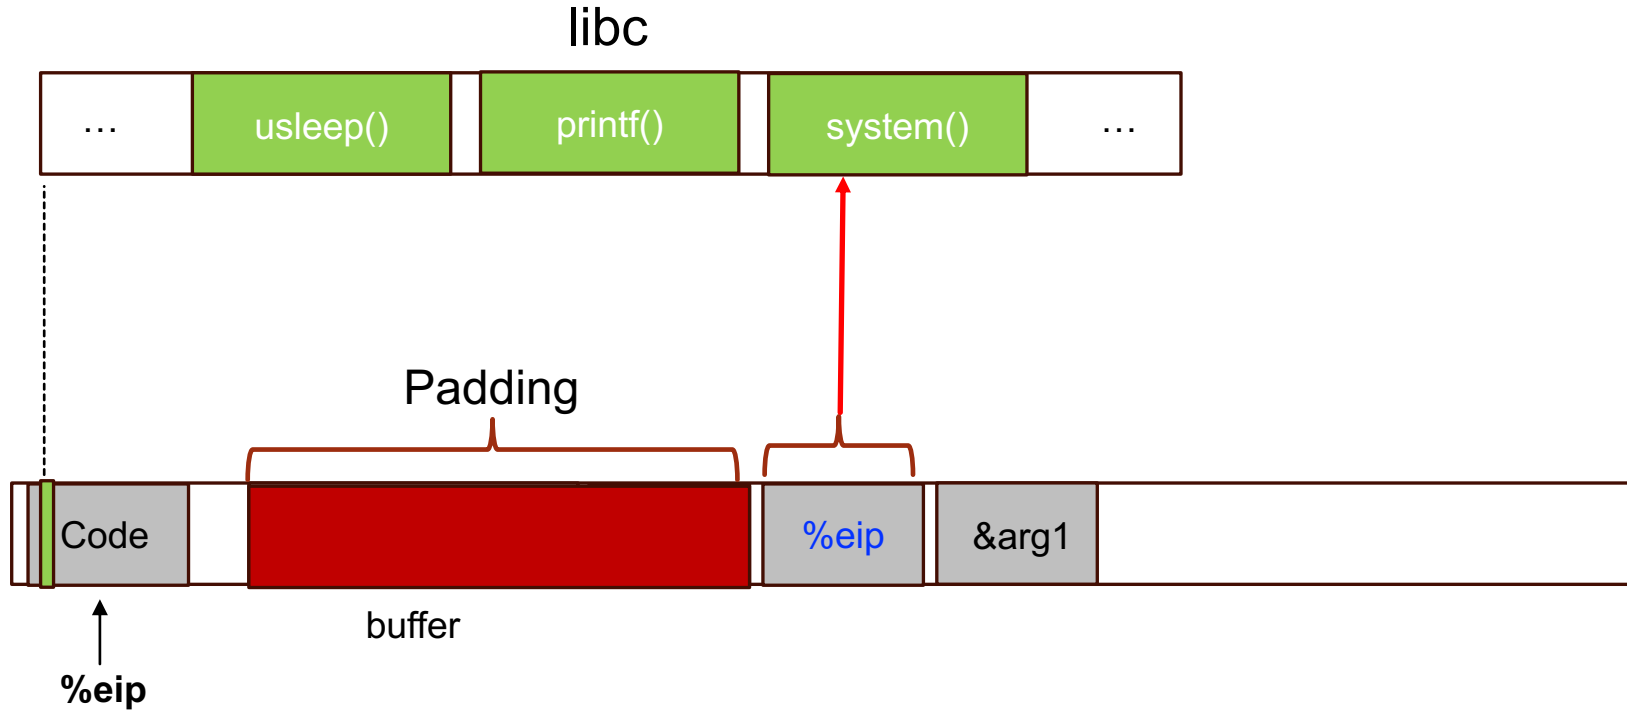 libc
... usleep() printf() system() ...
Padding
Code %eip &arg1
buffer
%eip